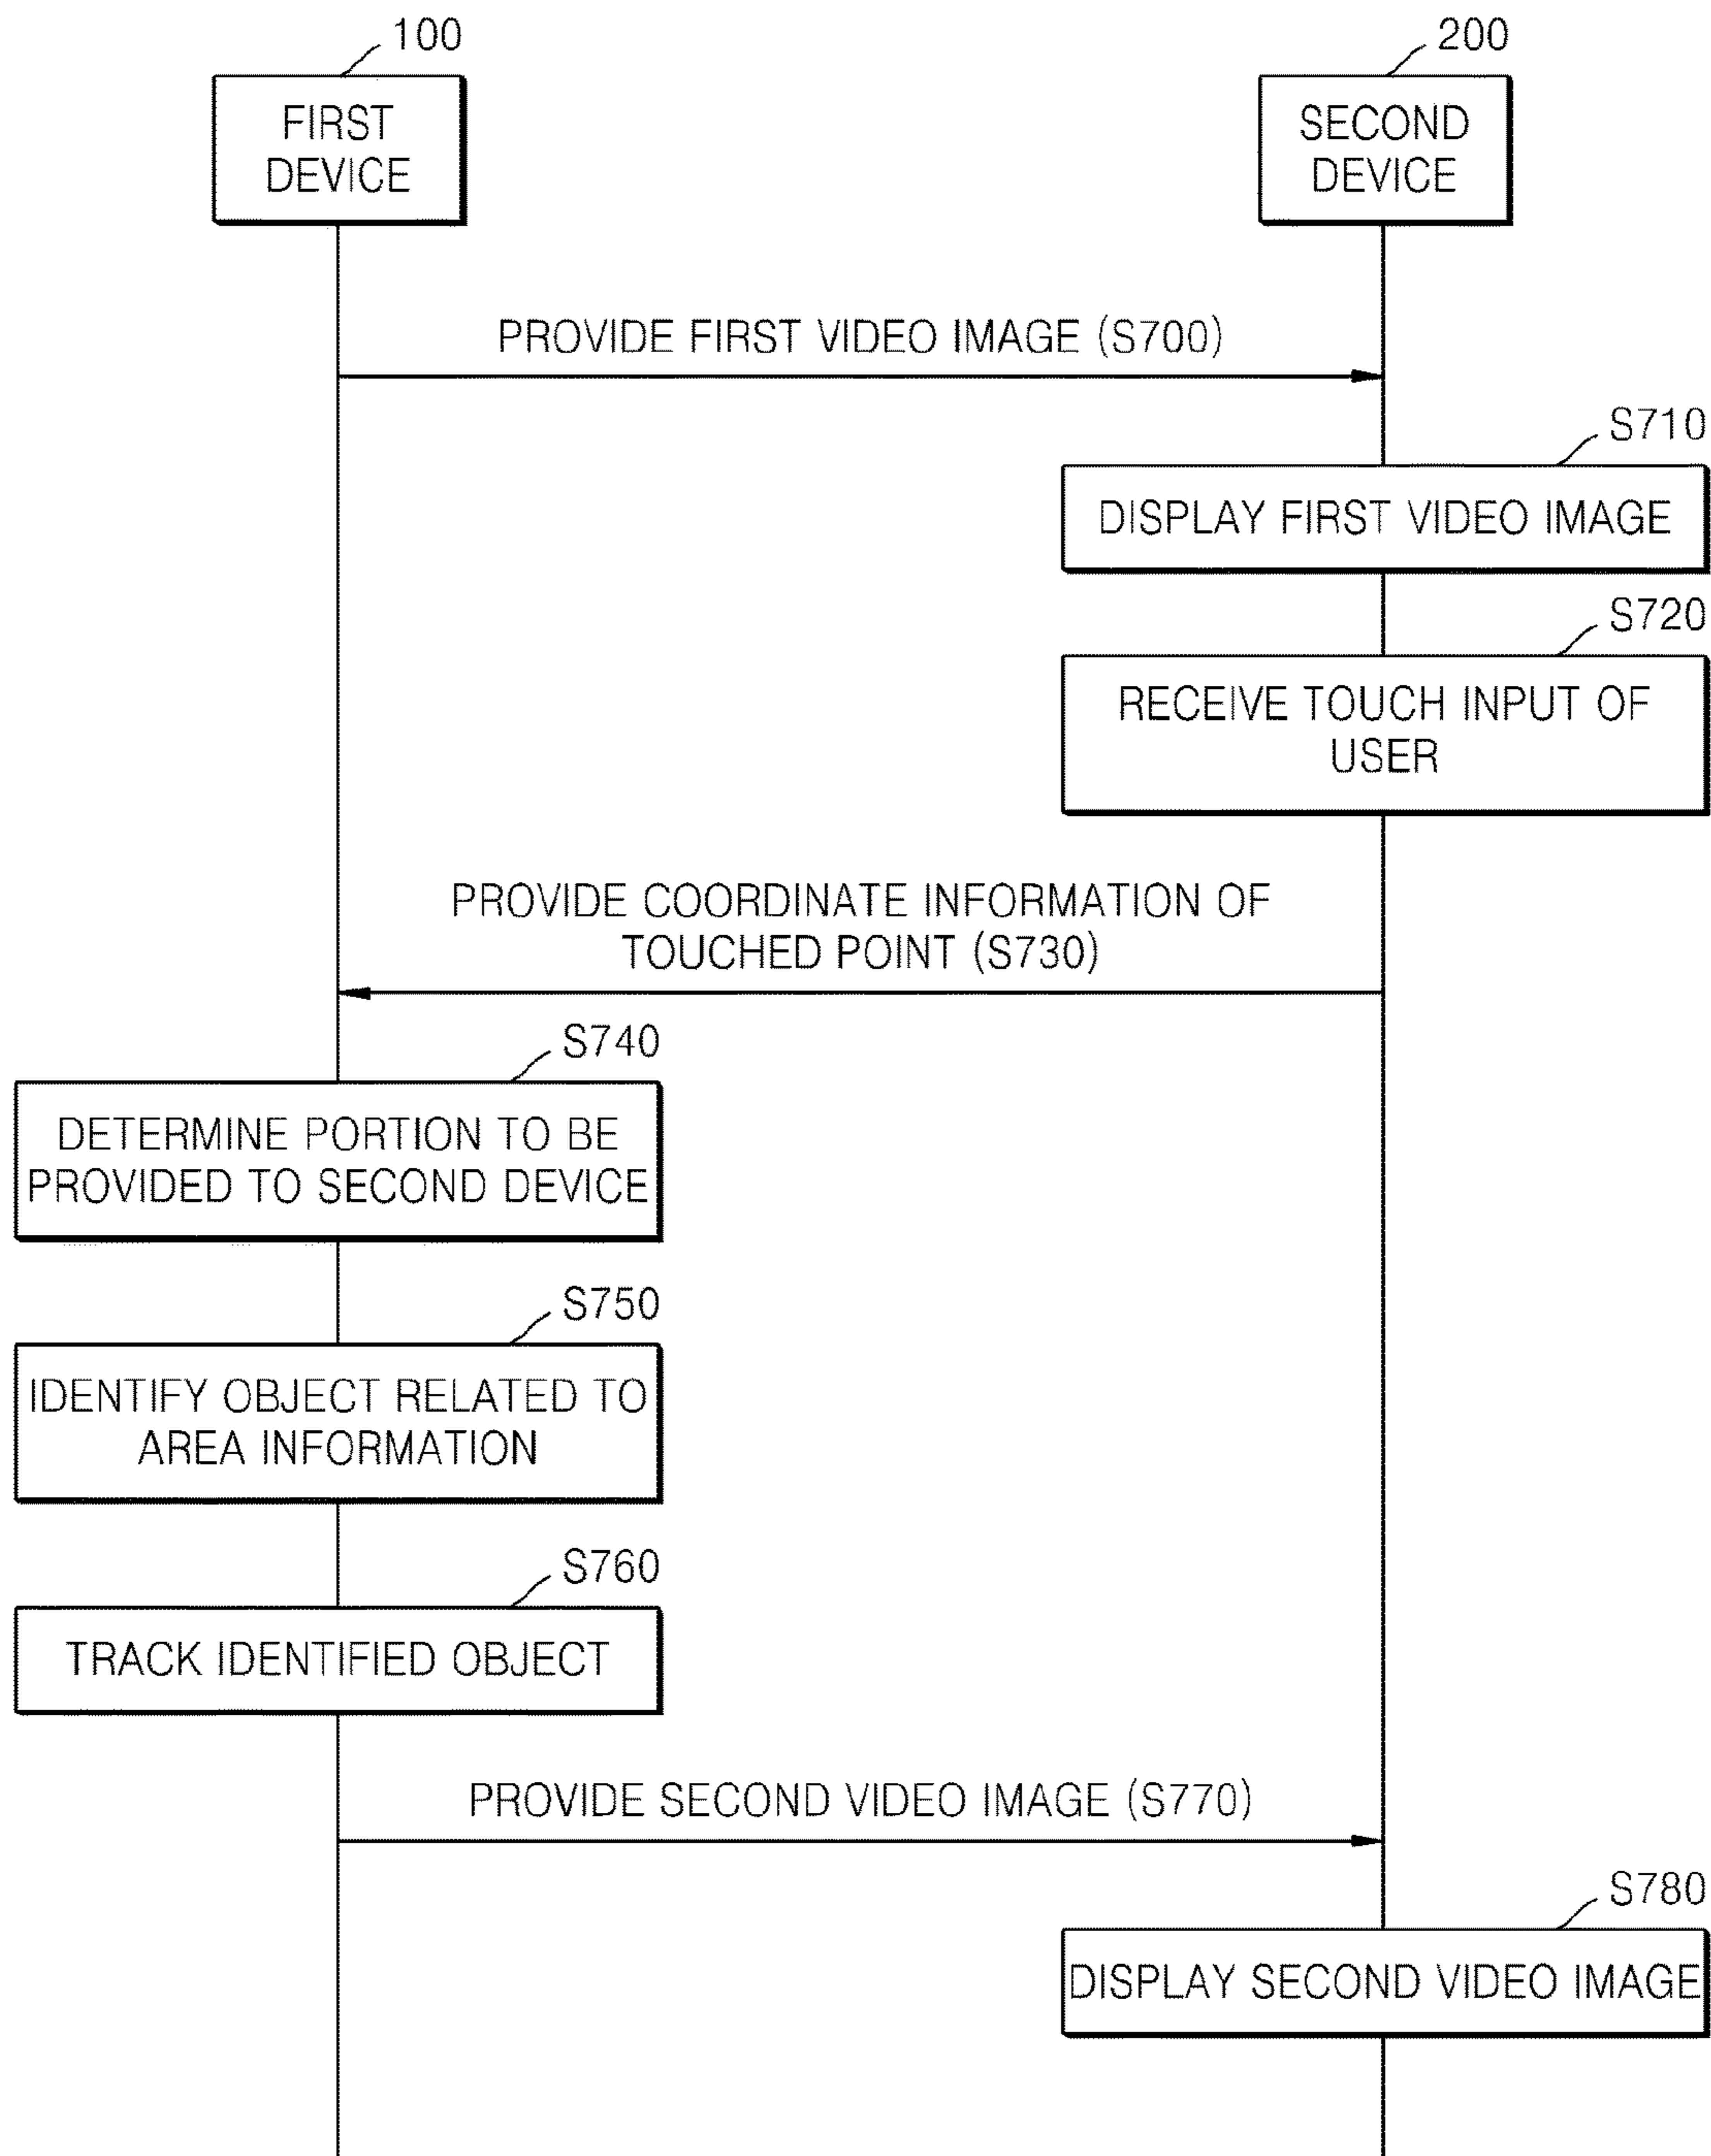 100
FIRST
DEVICE
200
SECOND
DEVICE
PROVIDE FIRST VIDEO IMAGE (S700)
S710
DISPLAY FIRST VIDEO IMAGE
S720
RECEIVE TOUCH INPUT OF
USER
PROVIDE COORDINATE INFORMATION OF
TOUCHED POINT (S730)
S740
DETERMINE PORTION TO BE
PROVIDED TO SECOND DEVICE
S750
IDENTIFY OBJECT RELATED TO
AREA INFORMATION
S760
TRACK IDENTIFIED OBJECT
PROVIDE SECOND VIDEO IMAGE (S770)
S780
DISPLAY SECOND VIDEO IMAGE